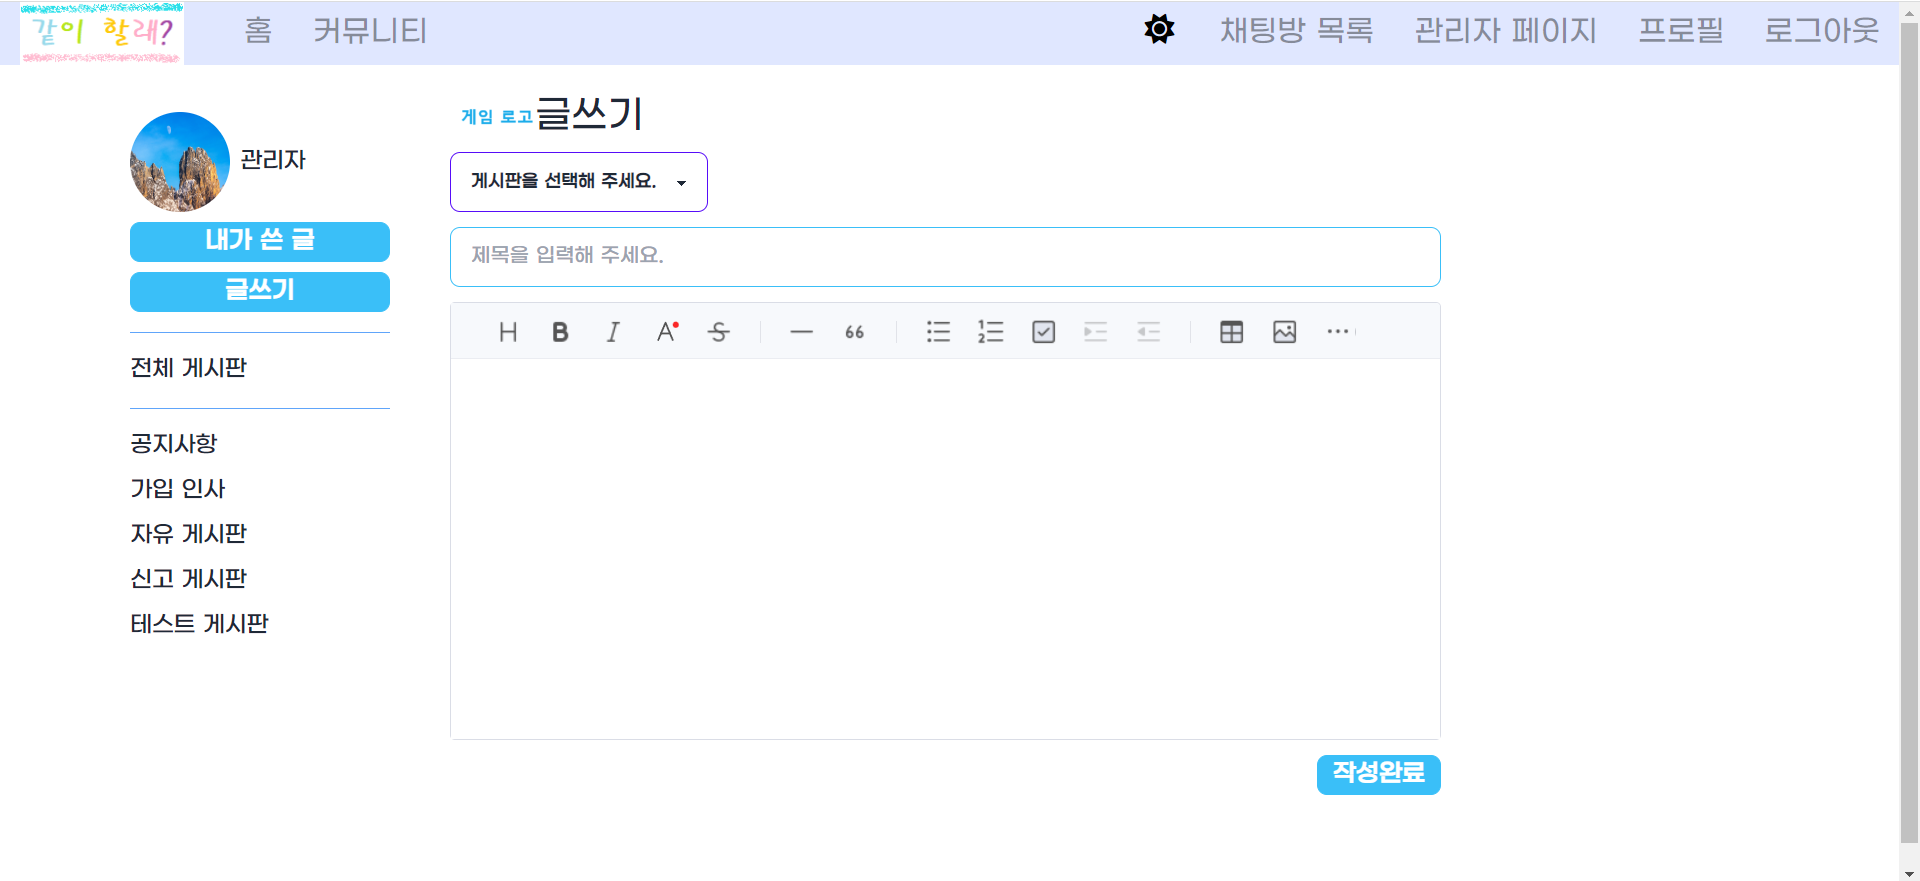 같이 할래?
홈 커뮤니티 채팅방 목록 관리자 페이지 프로필 로그아웃
관리자
내가 쓴 글
글쓰기
전체 게시판
공지사항
가입 인사
자유 게시판
신고 게시판
테스트 게시판
게임 로고 글쓰기
게시판을 선택해 주세요.
제목을 입력해 주세요.
H B I A S 66
작성완료